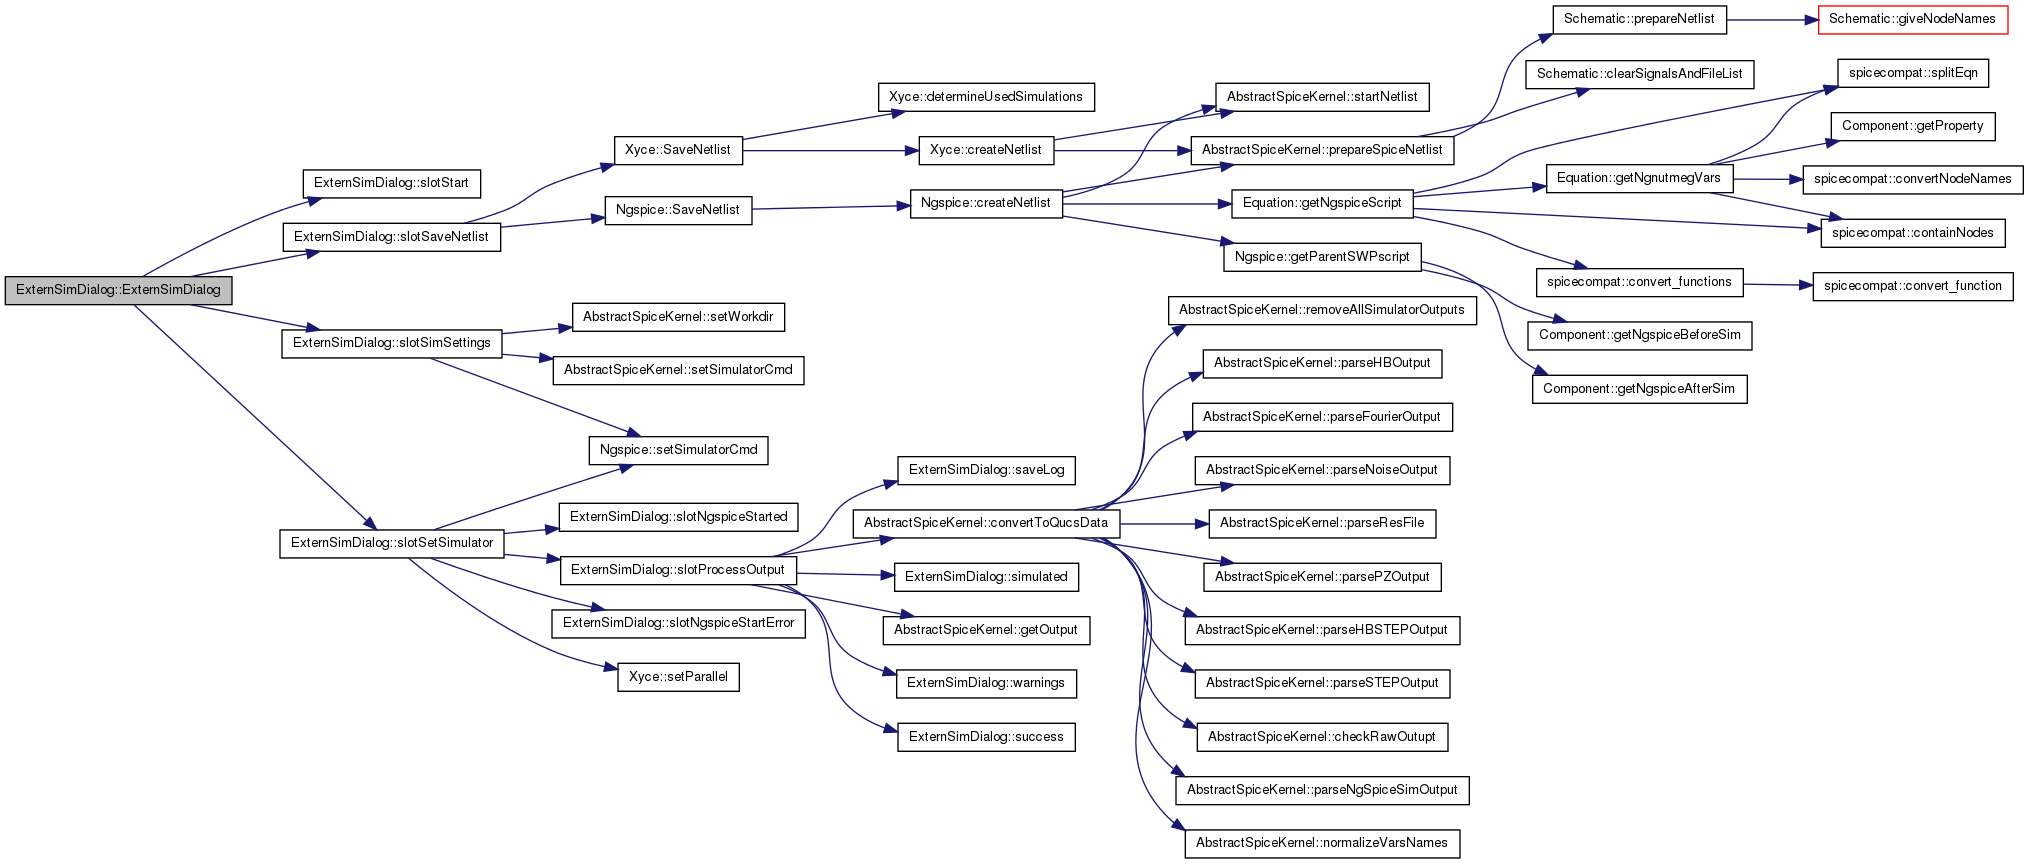 ExternSimDialog::ExternSimDialog
ExternSimDialog::slotStart
ExternSimDialog::slotSaveNetlist
ExternSimDialog::slotSimSettings
ExternSimDialog::slotSetSimulator
Xyce::SaveNetlist
Ngspice::SaveNetlist
AbstractSpiceKernel::setWorkdir
AbstractSpiceKernel::setSimulatorCmd
Ngspice::setSimulatorCmd
ExternSimDialog::slotNgspiceStarted
ExternSimDialog::slotProcessOutput
ExternSimDialog::slotNgspiceStartError
Xyce::setParallel
Xyce::determineUsedSimulations
Xyce::createNetlist
Ngspice::createNetlist
ExternSimDialog::saveLog
AbstractSpiceKernel::convertToQucsData
ExternSimDialog::simulated
AbstractSpiceKernel::getOutput
ExternSimDialog::warnings
ExternSimDialog::success
AbstractSpiceKernel::startNetlist
AbstractSpiceKernel::prepareSpiceNetlist
Equation::getNgspiceScript
Ngspice::getParentSWPscript
AbstractSpiceKernel::removeAllSimulatorOutputs
AbstractSpiceKernel::parseHBOutput
AbstractSpiceKernel::parseFourierOutput
AbstractSpiceKernel::parseNoiseOutput
AbstractSpiceKernel::parseResFile
AbstractSpiceKernel::parsePZOutput
AbstractSpiceKernel::parseHBSTEPOutput
AbstractSpiceKernel::parseSTEPOutput
AbstractSpiceKernel::checkRawOutupt
AbstractSpiceKernel::parseNgSpiceSimOutput
AbstractSpiceKernel::normalizeVarsNames
Schematic::prepareNetlist
Schematic::clearSignalsAndFileList
Equation::getNgnutmegVars
spicecompat::convert_functions
Component::getNgspiceBeforeSim
Component::getNgspiceAfterSim
Schematic::giveNodeNames
spicecompat::splitEqn
Component::getProperty
spicecompat::convertNodeNames
spicecompat::containNodes
spicecompat::convert_function